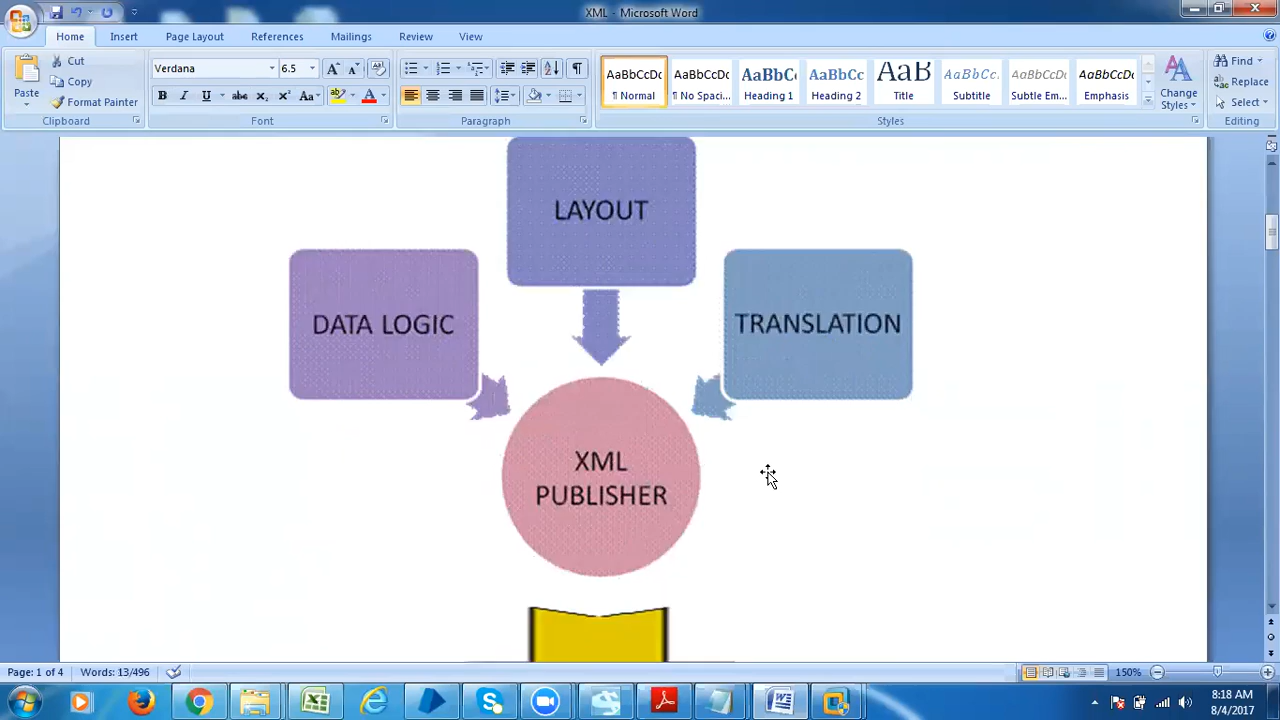 XML - Microsoft Word
Home Insert Page Layout References Mailings Review View
Cut
Copy
Format Painter
Paste
Clipboard
Verdana 6.5
Font
Paragraph
AaBbCcDc AaBbCcDc AaBbC AaBbCc AaB AaBbCc. AaBbCcDc AaBbCcDc
¶ Normal ¶ No Spaci... Heading 1 Heading 2 Title Subtitle Subtle Em... Emphasis
Change
Styles
Styles
Find
Replace
Select
Editing
LAYOUT
DATA LOGIC
TRANSLATION
XML
PUBLISHER
Page: 1 of 4 Words: 13/496 150%
8:18 AM
8/4/2017